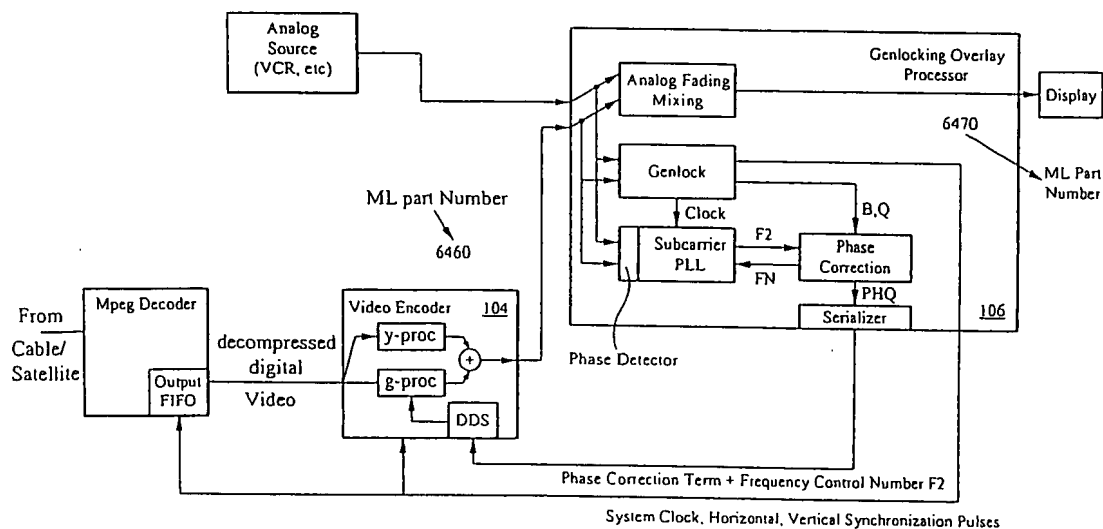 Analog
Source
(VCR, etc)
Genlocking Overlay
Processor
Analog Fading
Mixing
Display
6470
ML Part
Number
Genlock
ML part Number
6460
Clock
B,Q
Subcarrier
PLL
F2
FN
Phase
Correction
PHQ
Serializer
106
Phase Detector
Mpeg Decoder
From
Cable/
Satellite
Output
FIFO
decompressed
digital
Video
Video Encoder
104
y-proc
+
g-proc
DDS
Phase Correction Term + Frequency Control Number F2
System Clock, Horizontal, Vertical Synchronization Pulses